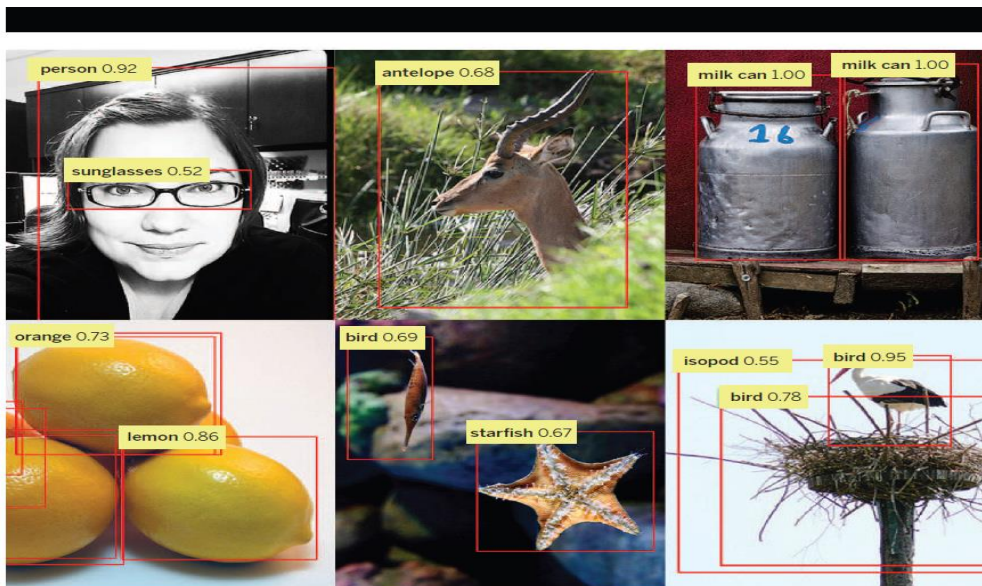 person 0.92
sunglasses 0.52
antelope 0.68
milk can 1.00
milk can 1.00
16
orange 0.73
lemon 0.86
bird 0.69
starfish 0.67
isopod 0.55
bird 0.95
bird 0.78